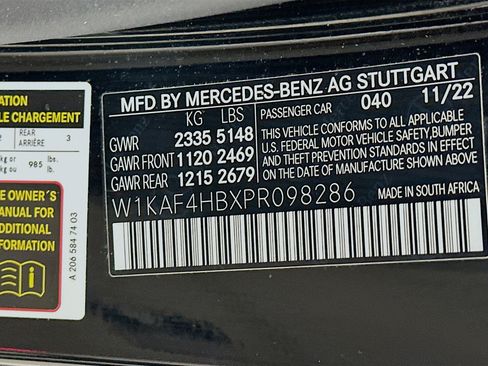 MFD BY MERCEDES-BENZ AG STUTTGART
KG LBS
PASSENGER CAR 040 11/22
GVWR 2335 5148
GAWR FRONT 1120 2469
GAWR REAR 1215 2679
THIS VEHICLE CONFORMS TO ALL APPLICABLE
U.S. FEDERAL MOTOR VEHICLE SAFETY, BUMPER
AND THEFT PREVENTION STANDARDS IN EFFECT
ON THE DATE OF MANUFACTURE SHOWN ABOVE
W1KAF4HBXPR098286
MADE IN SOUTH AFRICA
ATION
LE CHARGEMENT
REAR
ARRIÈRE 3
kg or
kg ou 985 lbs.
lb.
E OWNER'S
ANUAL FOR
DDITIONAL
FORMATION
A 206 584 74 03